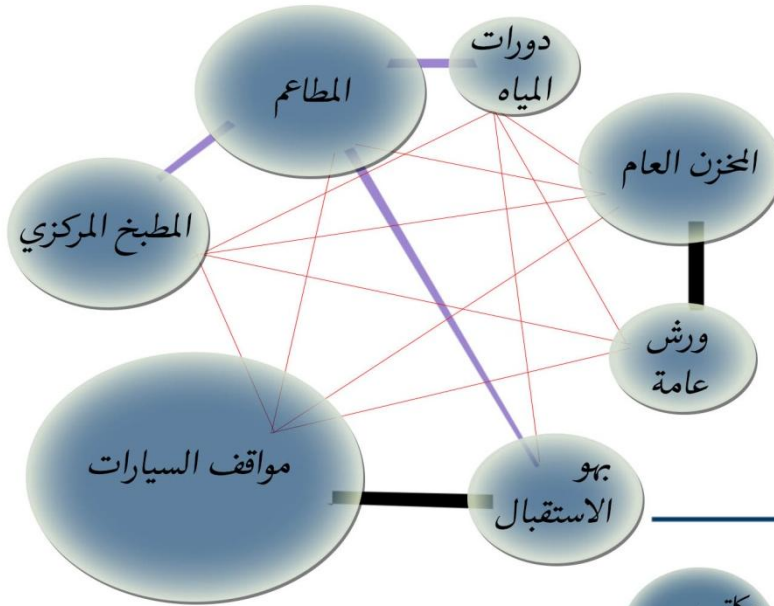 دورات
المياه
المطاعم
المخزن العام
المطبخ المركزي
ورش
عامة
مواقف السيارات
بهو
الاستقبال